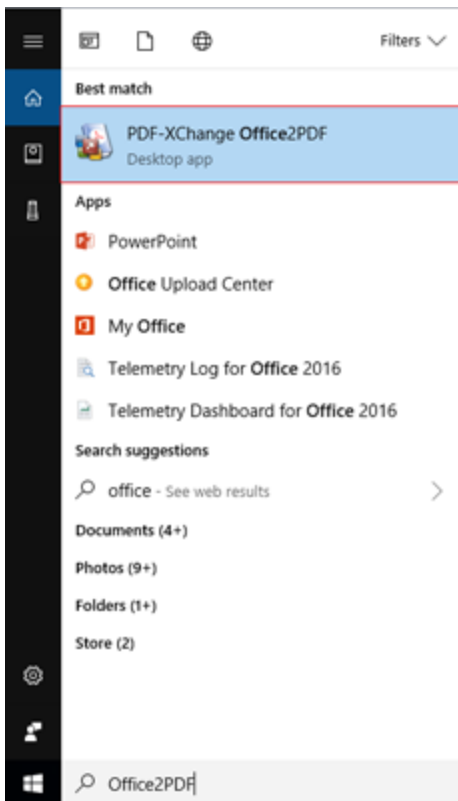 Filters
Best match
PDF-XChange Office2PDF
Desktop app
Apps
PowerPoint
Office Upload Center
My Office
Telemetry Log for Office 2016
Telemetry Dashboard for Office 2016
Search suggestions
office - See web results
Documents (4+)
Photos (9+)
Folders (1+)
Store (2)
Office2PDF